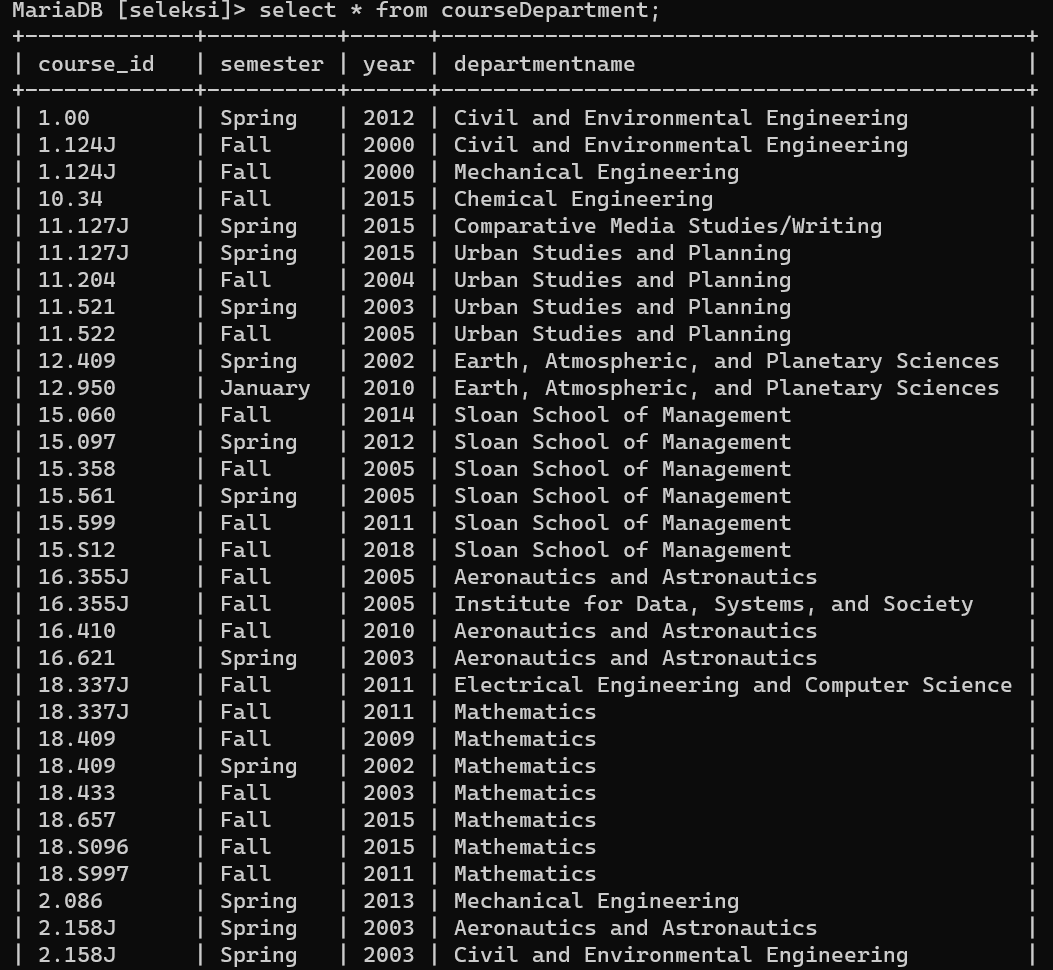 MariaDB [seleksi]> select * from courseDepartment;
+-------------+----------+------+---------------------------------------------+
| course_id   | semester | year | departmentname                              |
+-------------+----------+------+---------------------------------------------+
| 1.00        | Spring   | 2012 | Civil and Environmental Engineering         |
| 1.124J      | Fall     | 2000 | Civil and Environmental Engineering         |
| 1.124J      | Fall     | 2000 | Mechanical Engineering                      |
| 10.34       | Fall     | 2015 | Chemical Engineering                        |
| 11.127J     | Spring   | 2015 | Comparative Media Studies/Writing           |
| 11.127J     | Spring   | 2015 | Urban Studies and Planning                  |
| 11.204      | Fall     | 2004 | Urban Studies and Planning                  |
| 11.521      | Spring   | 2003 | Urban Studies and Planning                  |
| 11.522      | Fall     | 2005 | Urban Studies and Planning                  |
| 12.409      | Spring   | 2002 | Earth, Atmospheric, and Planetary Sciences  |
| 12.950      | January  | 2010 | Earth, Atmospheric, and Planetary Sciences  |
| 15.060      | Fall     | 2014 | Sloan School of Management                  |
| 15.097      | Spring   | 2012 | Sloan School of Management                  |
| 15.358      | Fall     | 2005 | Sloan School of Management                  |
| 15.561      | Spring   | 2005 | Sloan School of Management                  |
| 15.599      | Fall     | 2011 | Sloan School of Management                  |
| 15.S12      | Fall     | 2018 | Sloan School of Management                  |
| 16.355J     | Fall     | 2005 | Aeronautics and Astronautics                |
| 16.355J     | Fall     | 2005 | Institute for Data, Systems, and Society    |
| 16.410      | Fall     | 2010 | Aeronautics and Astronautics                |
| 16.621      | Spring   | 2003 | Aeronautics and Astronautics                |
| 18.337J     | Fall     | 2011 | Electrical Engineering and Computer Science |
| 18.337J     | Fall     | 2011 | Mathematics                                 |
| 18.409      | Fall     | 2009 | Mathematics                                 |
| 18.409      | Spring   | 2002 | Mathematics                                 |
| 18.433      | Fall     | 2003 | Mathematics                                 |
| 18.657      | Fall     | 2015 | Mathematics                                 |
| 18.S096     | Fall     | 2015 | Mathematics                                 |
| 18.S997     | Fall     | 2011 | Mathematics                                 |
| 2.086       | Spring   | 2013 | Mechanical Engineering                      |
| 2.158J      | Spring   | 2003 | Aeronautics and Astronautics                |
| 2.158J      | Spring   | 2003 | Civil and Environmental Engineering         |